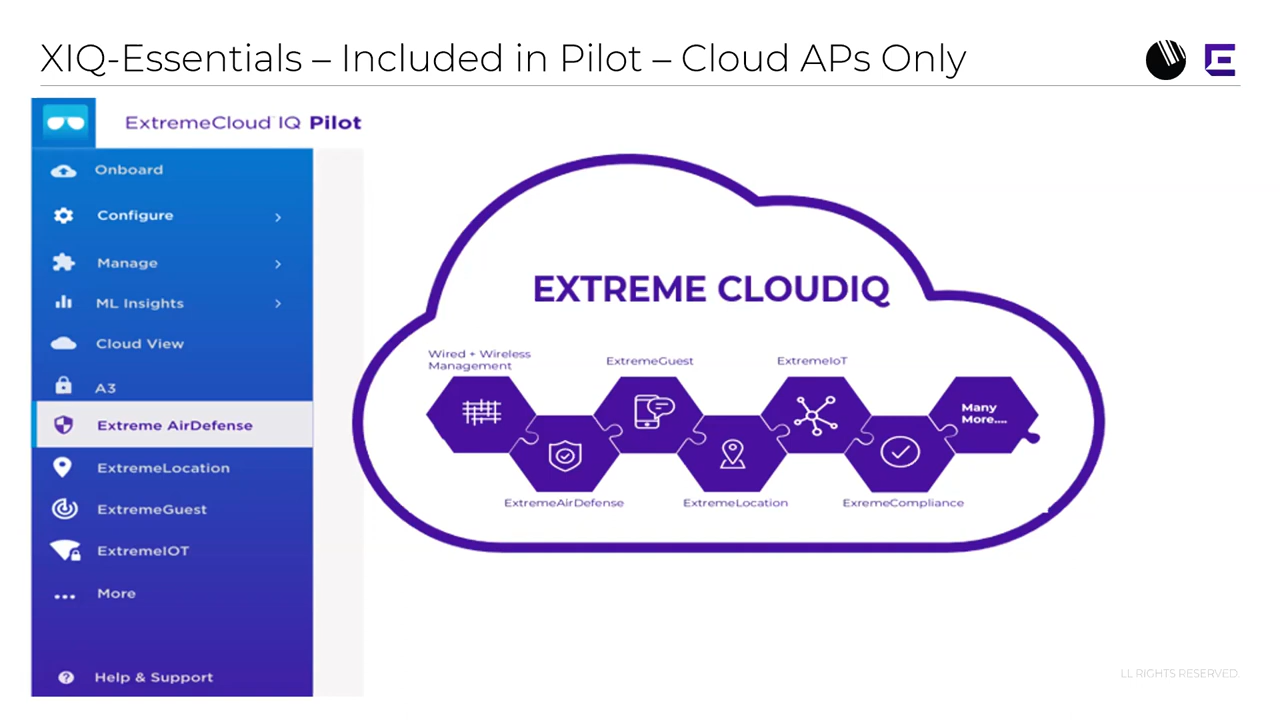 XIQ-Essentials – Included in Pilot – Cloud APs Only
ExtremeCloud IQ Pilot
Onboard
Configure
Manage
ML Insights
Cloud View
A3
Extreme AirDefense
ExtremeLocation
ExtremeGuest
ExtremeIOT
More
Help & Support
EXTREME CLOUDIQ
Wired + Wireless
Management
ExtremeGuest
ExtremeIoT
Many
More....
ExtremeAirDefense
ExtremeLocation
ExremeCompliance
LL RIGHTS RESERVED.